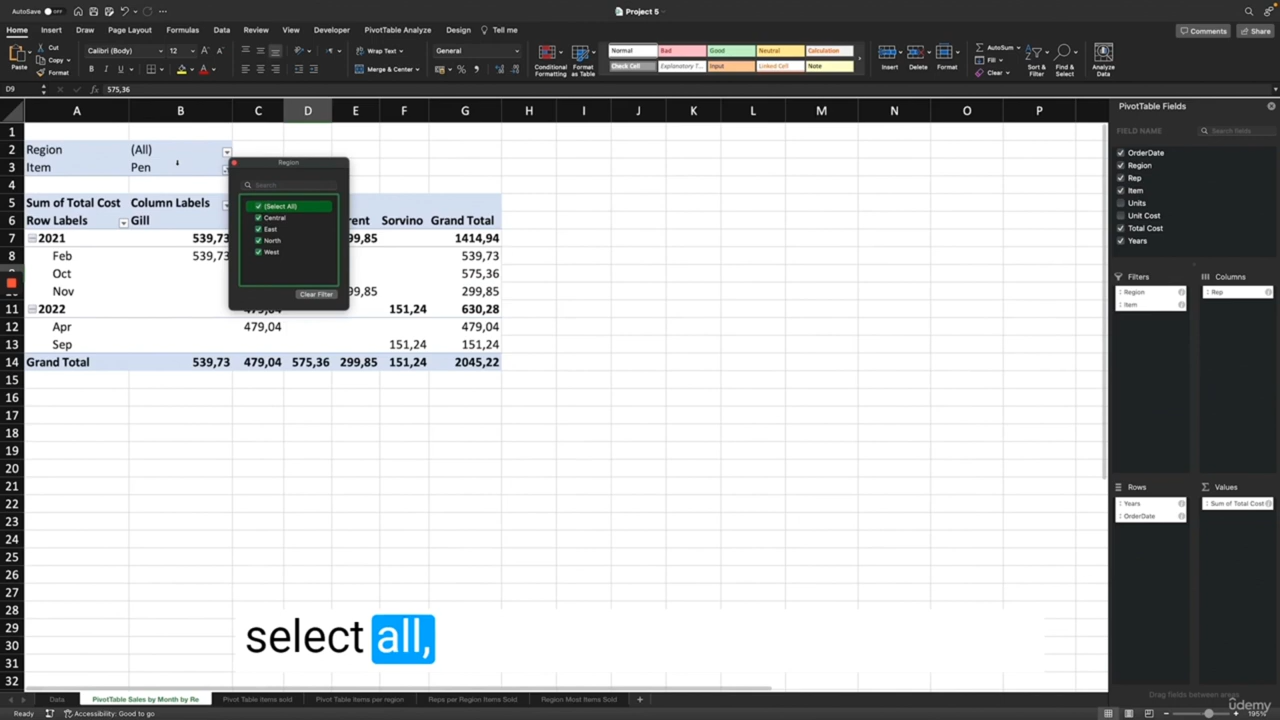 AutoSave OFF
Project 5
Home Insert Draw Page Layout Formulas Data Review View Developer Tell me PivotTable Analyze Design
Comments Share
Paste Cut Copy Format
Calibri (Body) 12
Wrap Text
Merge & Center
General
Conditional Formatting
Format as Table
Normal Bad Good Neutral Calculation
Check Cell Explanatory T... Input Linked Cell Note
Insert Delete Format
AutoSum
Fill
Clear
Sort & Filter
Find & Select
Analyze Data
D9 fx 575,36
A B C D E F G H I J K L M N O P
1
2 Region (All)
3 Item Pen
4
5 Sum of Total Cost Column Labels
6 Row Labels Gill rent Sorvino Grand Total
7 2021 539,73 99,85 1414,94
8 Feb 539,73 539,73
Oct 575,36
Nov 99,85 299,85
11 2022 479,04 151,24 630,28
12 Apr 479,04 479,04
13 Sep 151,24 151,24
14 Grand Total 539,73 479,04 575,36 299,85 151,24 2045,22
15
16
17
18
19
20
21
22
23
24
25
26
27
28
29
30
31
32
Region
Search
(Select All)
Central
East
North
West
Clear Filter
PivotTable Fields
FIELD NAME Search fields
OrderDate
Region
Rep
Item
Units
Unit Cost
Total Cost
Years
Filters
Region
Item
Columns
Rep
Rows
Years
OrderDate
Values
Sum of Total Cost
Drag fields between areas
select all,
Data PivotTable Sales by Month by Re Pivot Table Items sold Pivot Table Items per region Reps per Region Items Sold Region Most Items Sold +
Ready Accessibility: Good to go
195%
udemy